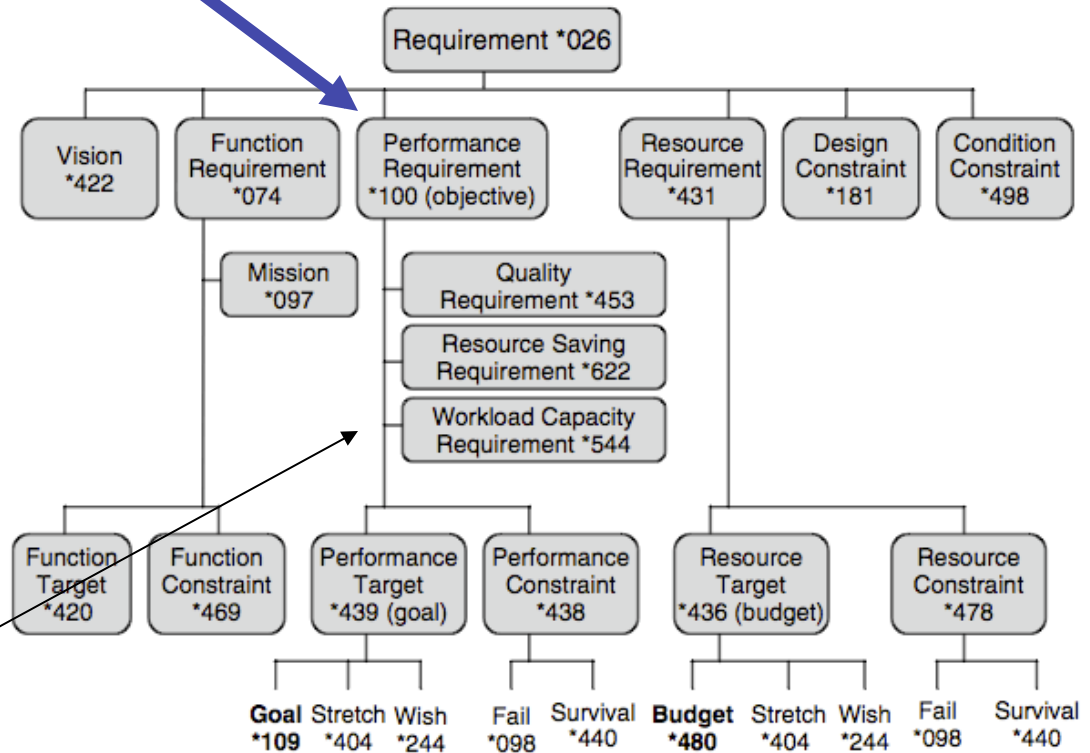 Requirement *026
Vision
*422
Function
Requirement
*074
Performance
Requirement
*100 (objective)
Resource
Requirement
*431
Design
Constraint
*181
Condition
Constraint
*498
Mission
*097
Quality
Requirement *453
Resource Saving
Requirement *622
Workload Capacity
Requirement *544
Function
Target
*420
Function
Constraint
*469
Performance
Target
*439 (goal)
Performance
Constraint
*438
Resource
Target
*436 (budget)
Resource
Constraint
*478
Goal
*109
Stretch
*404
Wish
*244
Fail
*098
Survival
*440
Budget
*480
Stretch
*404
Wish
*244
Fail
*098
Survival
*440